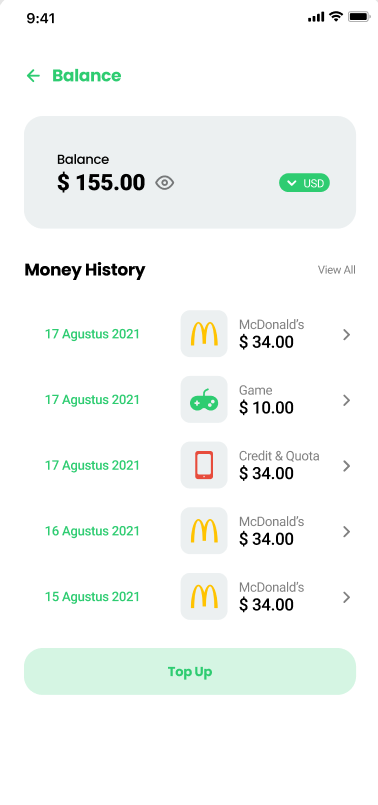 9:41
Balance
Balance
$ 155.00
USD
Money History
View All
17 Agustus 2021
McDonald's
$ 34.00
17 Agustus 2021
Game
$ 10.00
17 Agustus 2021
Credit & Quota
$ 34.00
16 Agustus 2021
McDonald's
$ 34.00
15 Agustus 2021
McDonald's
$ 34.00
Top Up